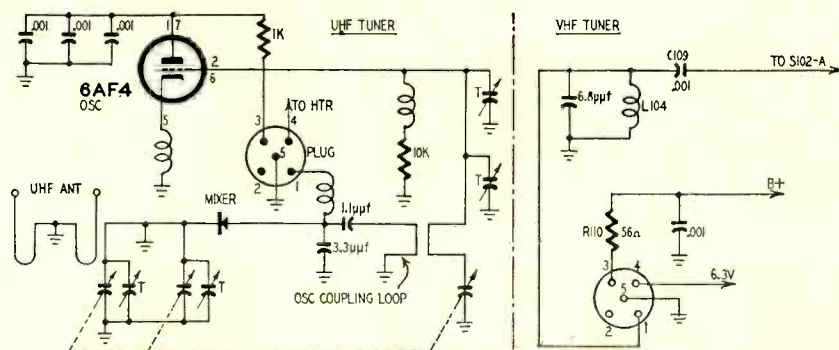 UHF TUNER
VHF TUNER
.001
.001
.001
1 7
1K
2
6
6AF4
OSC
5
3
TO HTR
4
5
PLUG
2
1
10K
T
T
C109
.001
TO S102-A
6.8μμf
L104
UHF ANT
MIXER
1.1μμf
3.3μμf
OSC COUPLING LOOP
T
T
B+
R110
56Ω
.001
3
4
5
2
1
6.3V